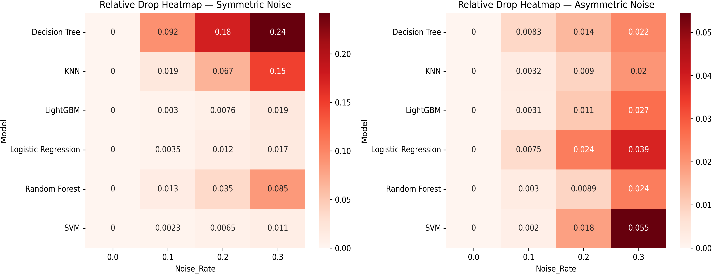 Relative Drop Heatmap — Symmetric Noise
Decision Tree 0 0.092 0.18 0.24
KNN 0 0.019 0.067 0.15
LightGBM 0 0.003 0.0076 0.019
Logistic Regression 0 0.0035 0.012 0.017
Random Forest 0 0.013 0.035 0.085
SVM 0 0.0023 0.0065 0.011
0.0 0.1 0.2 0.3
Noise_Rate
Model
0.20
0.15
0.10
0.05
0.00
Relative Drop Heatmap — Asymmetric Noise
Decision Tree 0 0.0083 0.014 0.022
KNN 0 0.0032 0.009 0.02
LightGBM 0 0.0031 0.011 0.027
Logistic Regression 0 0.0075 0.024 0.039
Random Forest 0 0.003 0.0089 0.024
SVM 0 0.002 0.018 0.055
0.0 0.1 0.2 0.3
Noise_Rate
Model
0.05
0.04
0.03
0.02
0.01
0.00